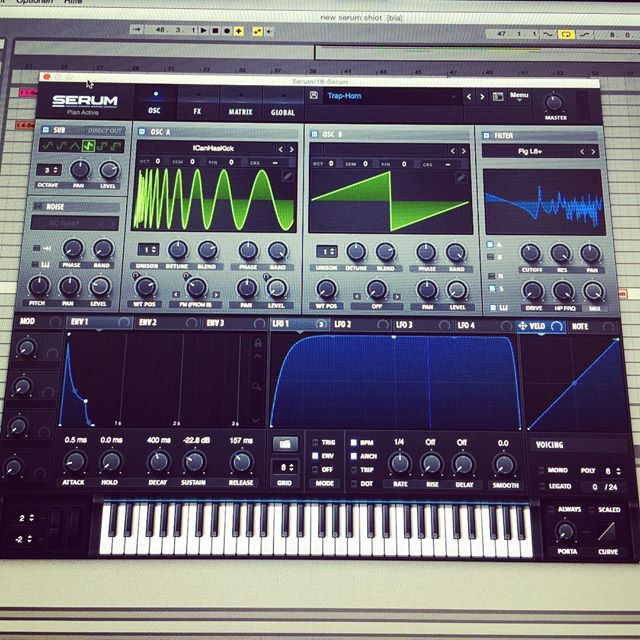 Optionen Hilfe
new serum shiot [bla]
48. 3. 1
47. 1. 1
Serum/18-Serum
SERUM
Plan Active
OSC
FX
MATRIX
GLOBAL
Trap-Horn
Menu
MASTER
SUB
DIRECT OUT
OCTAVE
3
PAN
LEVEL
NOISE
PHASE
RAND
PITCH
PAN
LEVEL
OSC A
ICanHasKick
OCT 0 SEM 0 FIN 0 CRS --
1
UNISON
DETUNE
BLEND
PHASE
RAND
WT POS
FM (FROM B)
PAN
LEVEL
OSC B
OCT 0 SEM 0 FIN 0 CRS --
1
UNISON
DETUNE
BLEND
PHASE
RAND
WT POS
OFF
PAN
LEVEL
FILTER
Flg L6+
A
B
N
S
CUTOFF
RES
PAN
DRIVE
HP FRQ
MIX
MOD
ENV 1
ENV 2
ENV 3
LFO 1
3
LFO 2
LFO 3
LFO 4
VELO
NOTE
1 s
2 s
3 s
0.5 ms
0.0 ms
400 ms
-22.8 dB
157 ms
ATTACK
HOLD
DECAY
SUSTAIN
RELEASE
8
GRID
TRIG
ENV
OFF
MODE
BPM
ANCH
TRIP
DOT
1/4
Off
Off
0.0
RATE
RISE
DELAY
SMOOTH
VOICING
MONO
POLY
8
LEGATO
0 / 24
2
-2
ALWAYS
SCALED
PORTA
CURVE